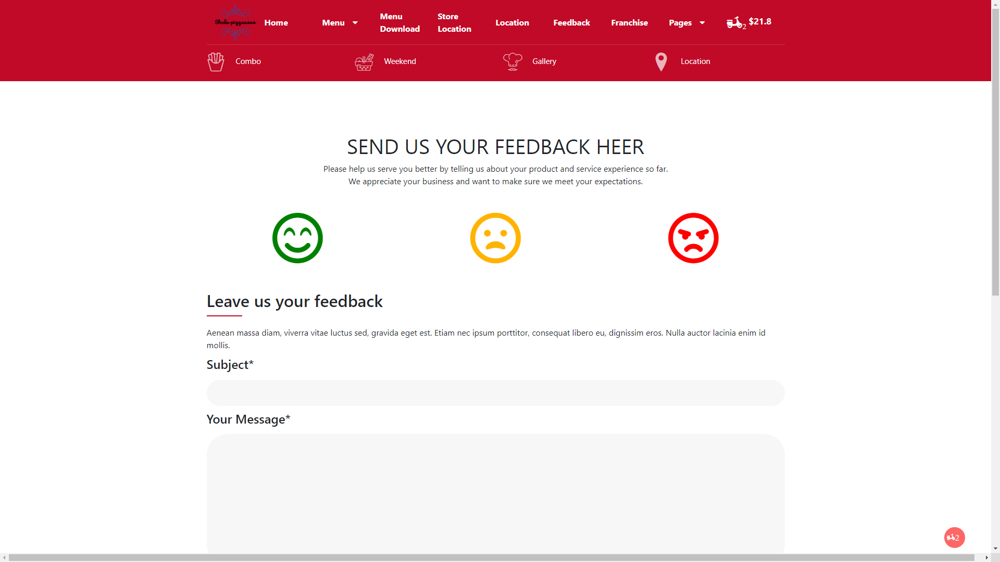 Shals-pizzaasss
Home
Menu
Menu
Download
Store
Location
Location
Feedback
Franchise
Pages
2 $21.8
Combo
Weekend
Gallery
Location
SEND US YOUR FEEDBACK HEER
Please help us serve you better by telling us about your product and service experience so far.
We appreciate your business and want to make sure we meet your expectations.
Leave us your feedback
Aenean massa diam, viverra vitae luctus sed, gravida eget est. Etiam nec ipsum porttitor, consequat libero eu, dignissim eros. Nulla auctor lacinia enim id
mollis.
Subject*
Your Message*
2